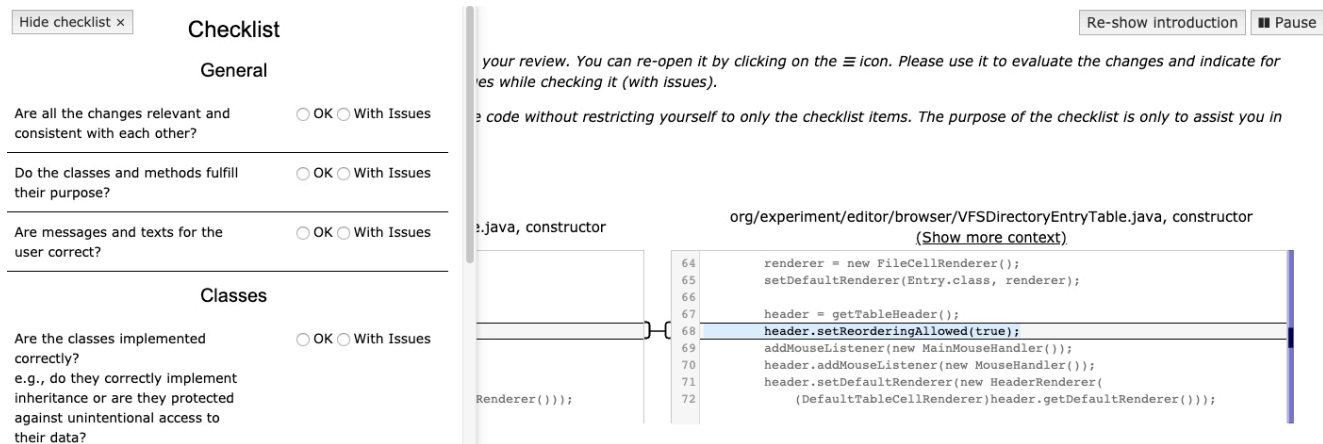 Hide checklist ×
Checklist
General
Are all the changes relevant and
consistent with each other?
OK With Issues
Do the classes and methods fulfill
their purpose?
OK With Issues
Are messages and texts for the
user correct?
OK With Issues
Classes
Are the classes implemented
correctly?
e.g., do they correctly implement
inheritance or are they protected
against unintentional access to
their data?
OK With Issues
Re-show introduction
Pause
your review. You can re-open it by clicking on the ☰ icon. Please use it to evaluate the changes and indicate for
es while checking it (with issues).
code without restricting yourself to only the checklist items. The purpose of the checklist is only to assist you in
e.java, constructor
Renderer()));
org/experiment/editor/browser/VFSDirectoryEntryTable.java, constructor
(Show more context)
64 renderer = new FileCellRenderer();
65 setDefaultRenderer(Entry.class, renderer);
66
67 header = getTableHeader();
68 header.setReorderingAllowed(true);
69 addMouseListener(new MainMouseHandler());
70 header.addMouseListener(new MouseHandler());
71 header.setDefaultRenderer(new HeaderRenderer(
72 (DefaultTableCellRenderer)header.getDefaultRenderer()));